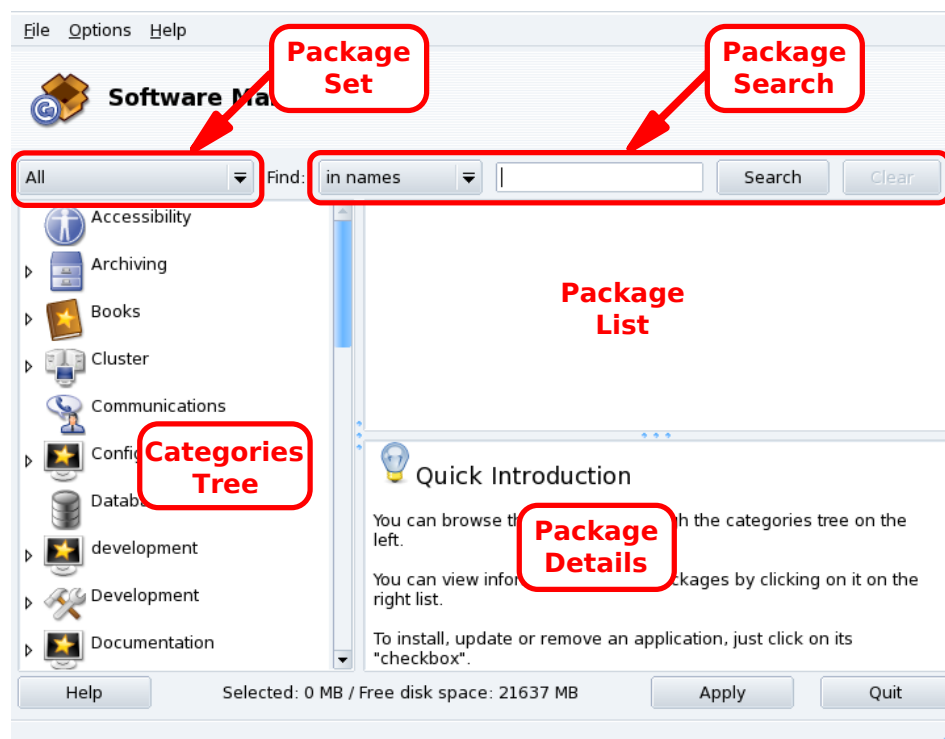 File Options Help
Package
Set
Package
Search
Software Ma
All
Find:
in names
Search
Clear
Accessibility
Archiving
Books
Cluster
Communications
Config
Categories
Tree
Databa
development
Development
Documentation
Package
List
Quick Introduction
You can browse th gh the categories tree on the
left.
Package
Details
You can view infor ckages by clicking on it on the
right list.
To install, update or remove an application, just click on its
"checkbox".
Help
Selected: 0 MB / Free disk space: 21637 MB
Apply
Quit